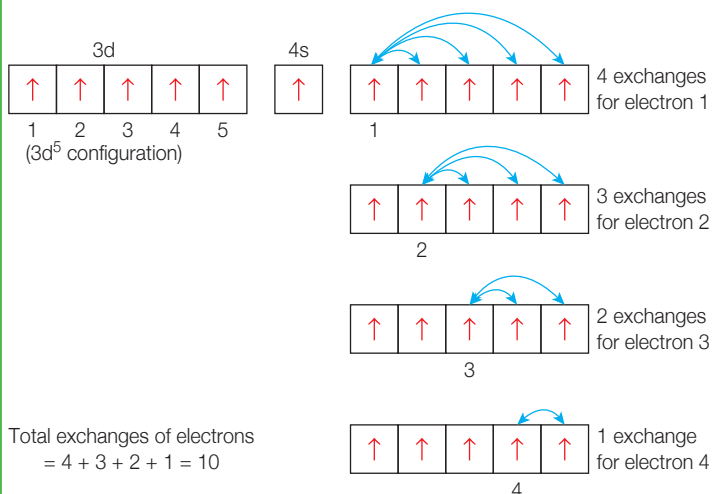 3d
4s
↑ ↑ ↑ ↑ ↑ ↑
1 2 3 4 5
(3d⁵ configuration)
↑ ↑ ↑ ↑ ↑
1
4 exchanges
for electron 1
↑ ↑ ↑ ↑ ↑
2
3 exchanges
for electron 2
↑ ↑ ↑ ↑ ↑
3
2 exchanges
for electron 3
Total exchanges of electrons
= 4 + 3 + 2 + 1 = 10
↑ ↑ ↑ ↑ ↑
4
1 exchange
for electron 4